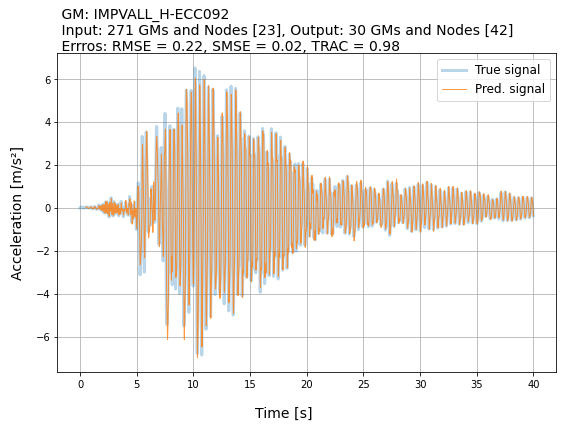 GM: IMPVALL_H-ECC092
Input: 271 GMs and Nodes [23], Output: 30 GMs and Nodes [42]
Errros: RMSE = 0.22, SMSE = 0.02, TRAC = 0.98
True signal
Pred. signal
6
4
2
0
−2
−4
−6
Acceleration [m/s²]
0 5 10 15 20 25 30 35 40
Time [s]